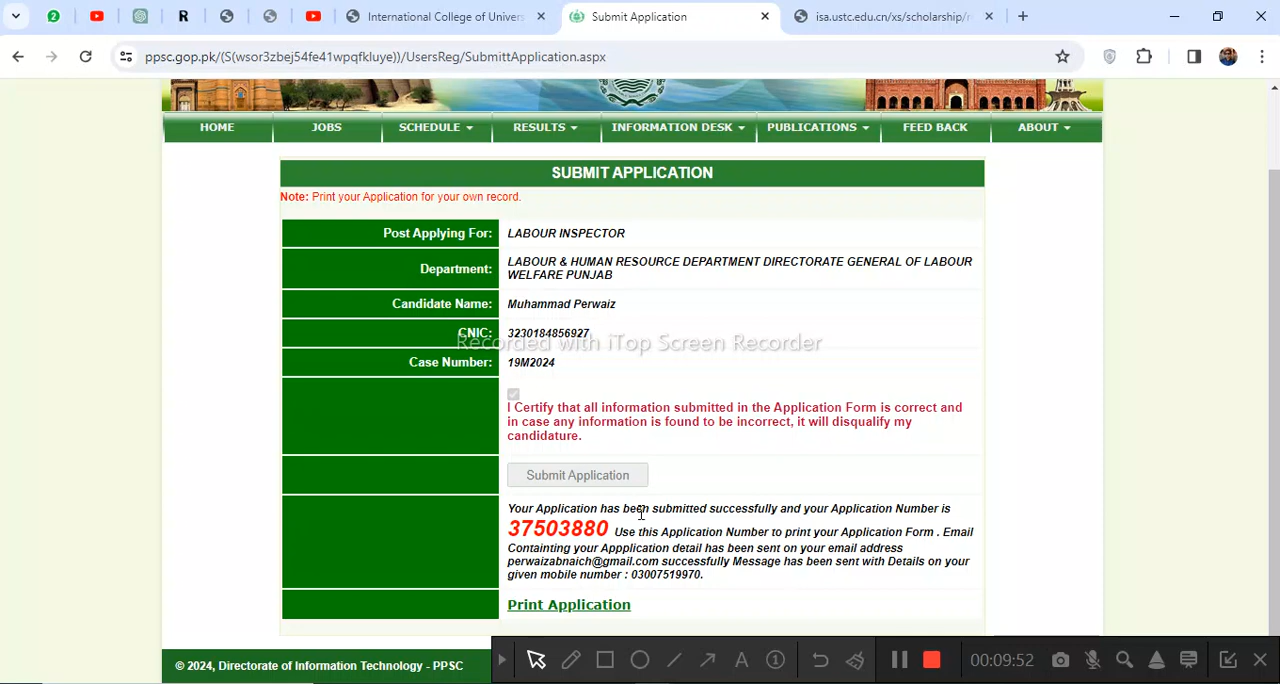 2
R
International College of Univers
Submit Application
isa.ustc.edu.cn/xs/scholarship/r
ppsc.gop.pk/(S(wsor3zbej54fe41wpqfkluye))/UsersReg/SubmittApplication.aspx
HOME
JOBS
SCHEDULE
RESULTS
INFORMATION DESK
PUBLICATIONS
FEED BACK
ABOUT
SUBMIT APPLICATION
Note: Print your Application for your own record.
Post Applying For: LABOUR INSPECTOR
Department: LABOUR & HUMAN RESOURCE DEPARTMENT DIRECTORATE GENERAL OF LABOUR
WELFARE PUNJAB
Candidate Name: Muhammad Perwaiz
CNIC: 3230184856927
Recorded with iTop Screen Recorder
Case Number: 19M2024
I Certify that all information submitted in the Application Form is correct and
in case any information is found to be incorrect, it will disqualify my
candidature.
Submit Application
Your Application has been submitted successfully and your Application Number is
37503880 Use this Application Number to print your Application Form . Email
Containting your Appplication detail has been sent on your email address
perwaizabnaich@gmail.com successfully Message has been sent with Details on your
given mobile number : 03007519970.
Print Application
© 2024, Directorate of Information Technology - PPSC
A
1
00:09:52